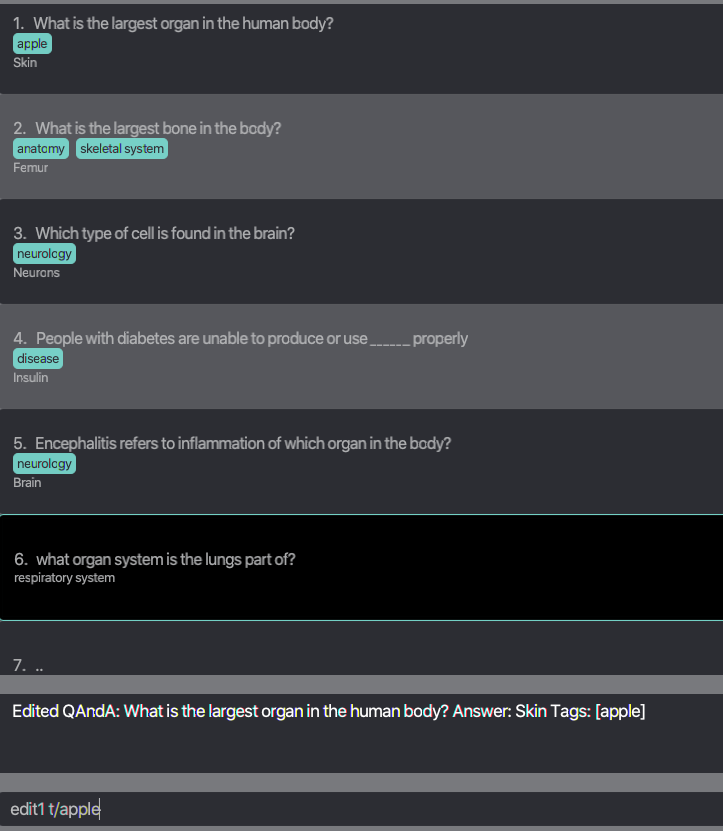 1. What is the largest organ in the human body?
apple
Skin
2. What is the largest bone in the body?
anatomy skeletal system
Femur
3. Which type of cell is found in the brain?
neurology
Neurons
4. People with diabetes are unable to produce or use ______ properly
disease
Insulin
5. Encephalitis refers to inflammation of which organ in the body?
neurology
Brain
6. what organ system is the lungs part of?
respiratory system
7. ..
Edited QAndA: What is the largest organ in the human body? Answer: Skin Tags: [apple]
edit1 t/apple